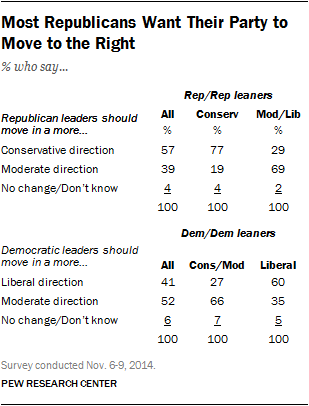 Most Republicans Want Their Party to
Move to the Right
% who say...
Rep/Rep leaners
Republican leaders should All Conserv Mod/Lib
move in a more... % % %
Conservative direction 57 77 29
Moderate direction 39 19 69
No change/Don't know 4 4 2
100 100 100
Dem/Dem leaners
Democratic leaders should
move in a more... All Cons/Mod Liberal
Liberal direction 41 27 60
Moderate direction 52 66 35
No change/Don't know 6 7 5
100 100 100
Survey conducted Nov. 6-9, 2014.
PEW RESEARCH CENTER